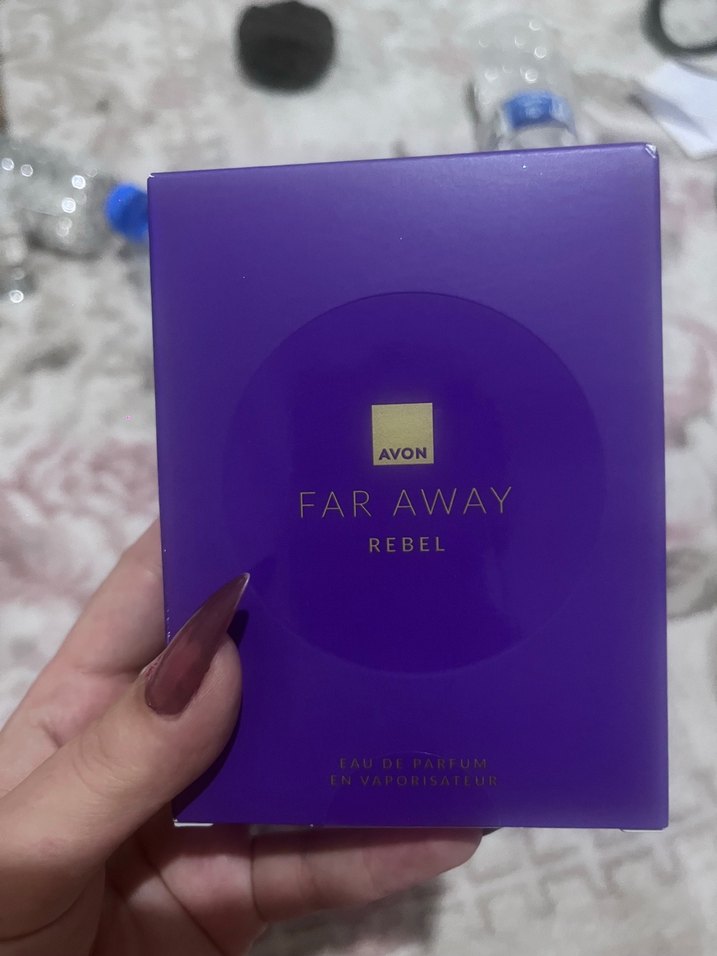 AVON
FAR AWAY
REBEL
EAU DE PARFUM
EN VAPORISATEUR